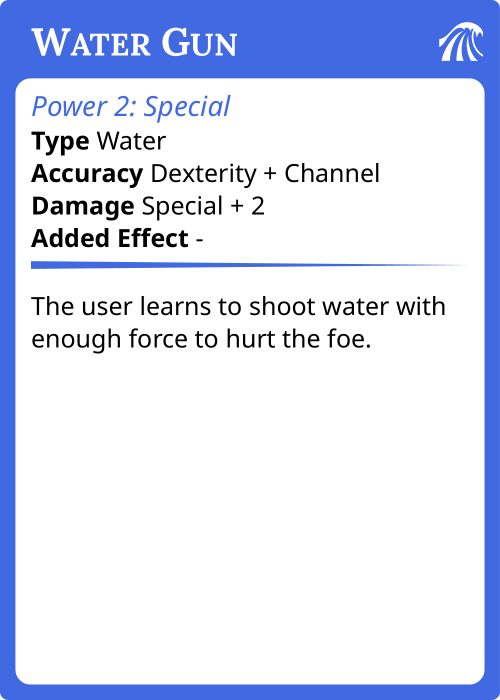 Water Gun
Power 2: Special
Type Water
Accuracy Dexterity + Channel
Damage Special + 2
Added Effect -
The user learns to shoot water with
enough force to hurt the foe.